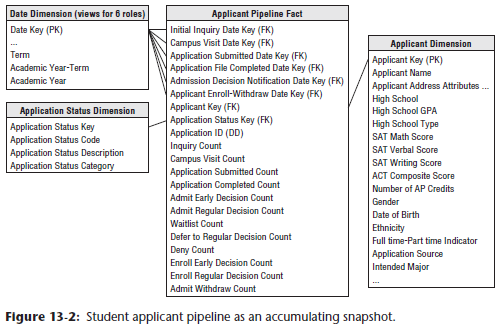 Date Dimension (views for 6 roles)
Date Key (PK)
...
Term
Academic Year-Term
Academic Year
Application Status Dimension
Application Status Key
Application Status Code
Application Status Description
Application Status Category
Applicant Pipeline Fact
Initial Inquiry Date Key (FK)
Campus Visit Date Key (FK)
Application Submitted Date Key (FK)
Application File Completed Date Key (FK)
Admission Decision Notification Date Key (FK)
Applicant Enroll-Withdraw Date Key (FK)
Applicant Key (FK)
Application Status Key (FK)
Application ID (DD)
Inquiry Count
Campus Visit Count
Application Submitted Count
Application Completed Count
Admit Early Decision Count
Admit Regular Decision Count
Waitlist Count
Defer to Regular Decision Count
Deny Count
Enroll Early Decision Count
Enroll Regular Decision Count
Admit Withdraw Count
Applicant Dimension
Applicant Key (PK)
Applicant Name
Applicant Address Attributes ...
High School
High School GPA
High School Type
SAT Math Score
SAT Verbal Score
SAT Writing Score
ACT Composite Score
Number of AP Credits
Gender
Date of Birth
Ethnicity
Full time-Part time Indicator
Application Source
Intended Major
...
Figure 13-2: Student applicant pipeline as an accumulating snapshot.